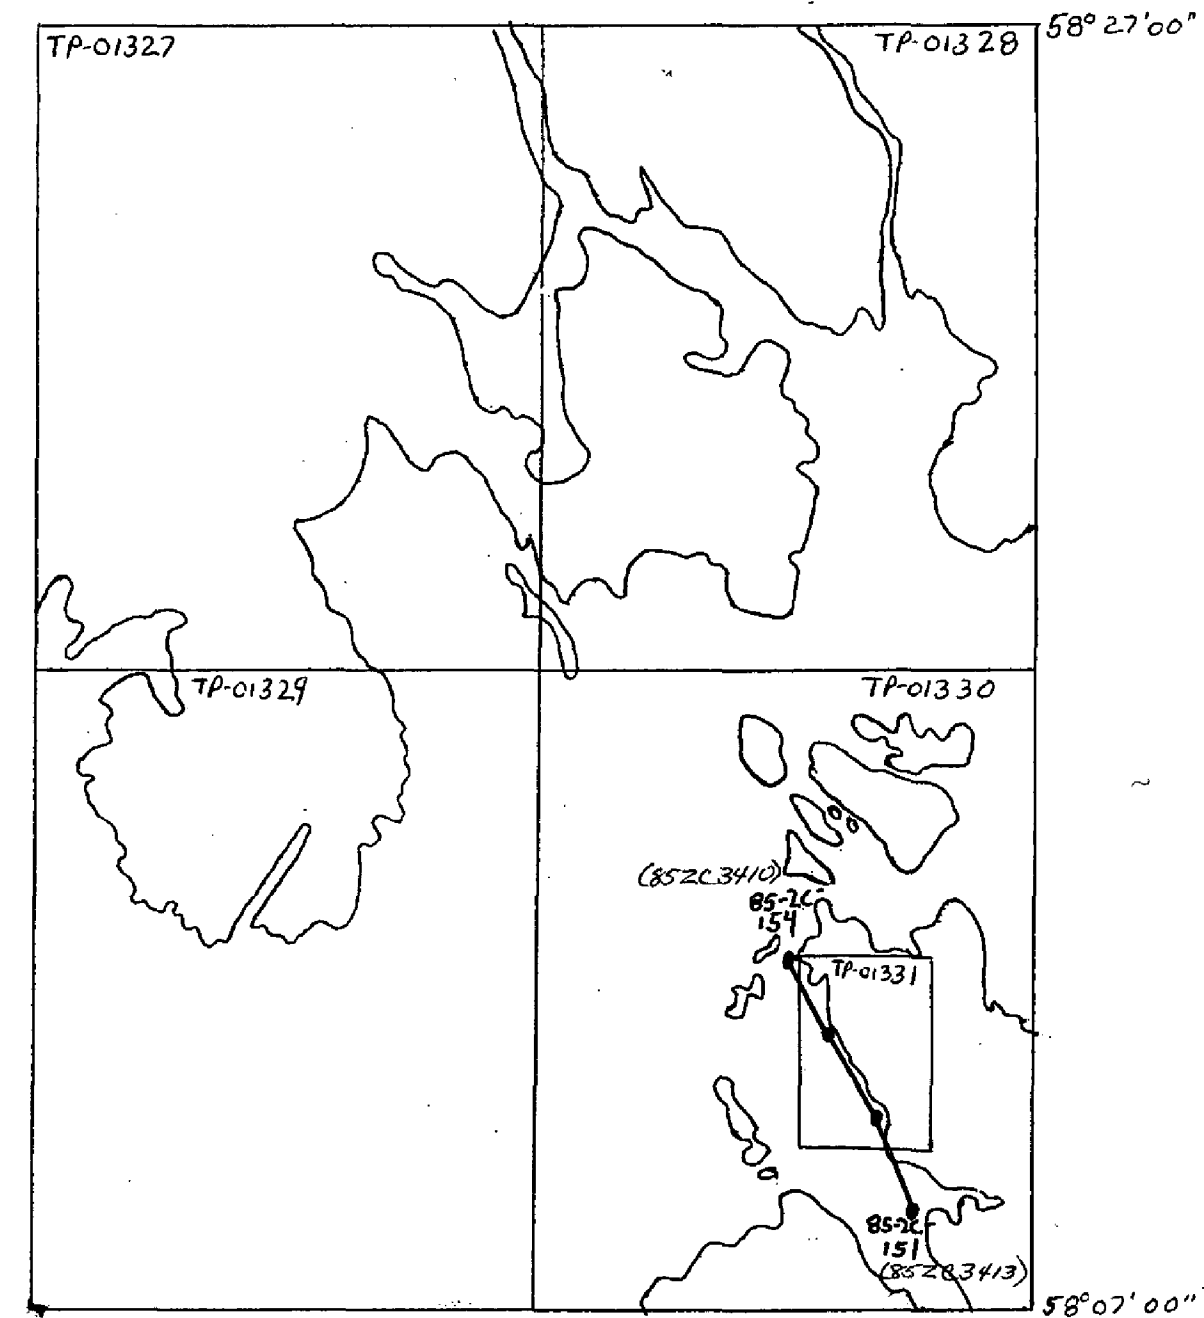 TP-01327
TP-01328
58° 27' 00"
TP-01329
TP-01330
(85ZC3410)
85-ZC-
154
TP-01331
85-ZC-
151
(85ZC3413)
58° 07' 00"